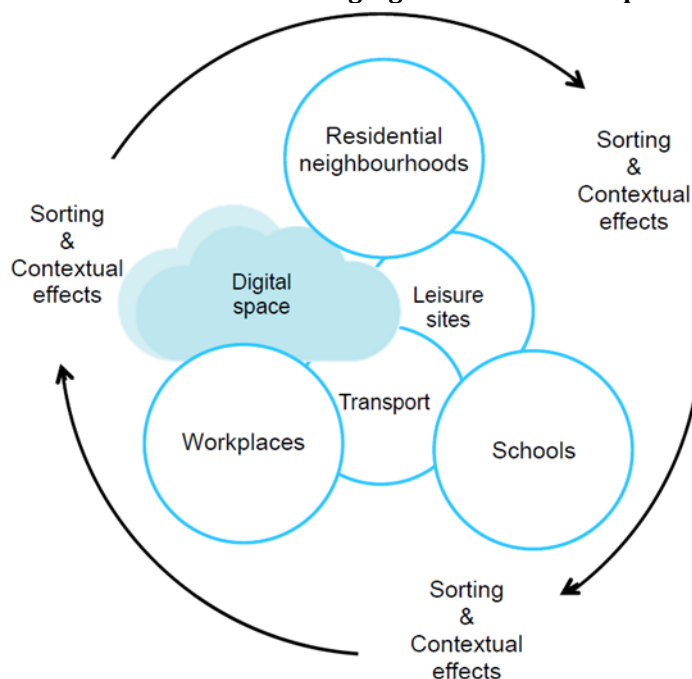 Residential
neighbourhoods
Sorting
&
Contextual
effects
Sorting
&
Contextual
effects
Digital
space
Leisure
sites
Transport
Workplaces
Schools
Sorting
&
Contextual
effects